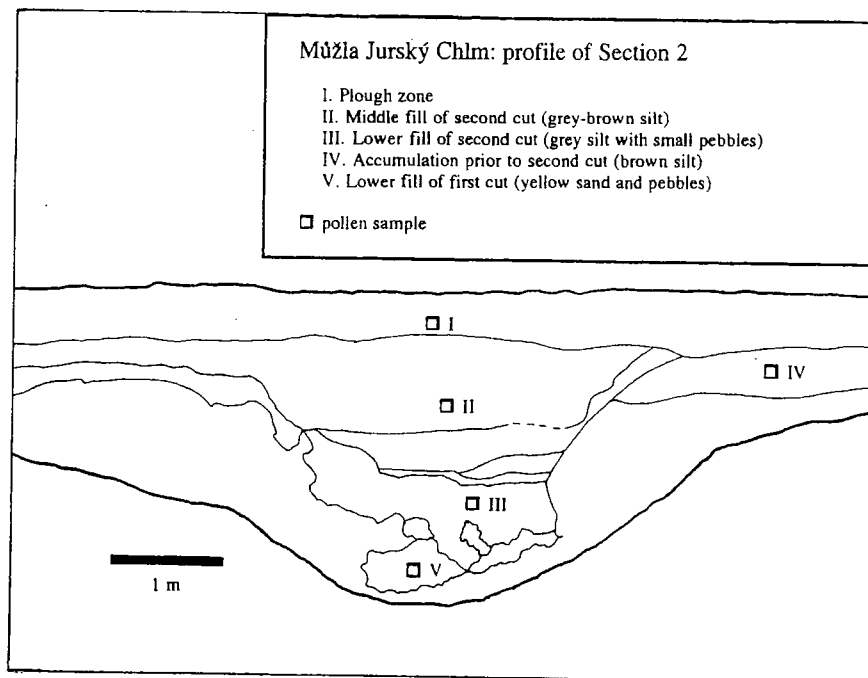 Můžla Jurský Chlm: profile of Section 2
I. Plough zone
II. Middle fill of second cut (grey-brown silt)
III. Lower fill of second cut (grey silt with small pebbles)
IV. Accumulation prior to second cut (brown silt)
V. Lower fill of first cut (yellow sand and pebbles)
pollen sample
I
IV
II
III
V
1 m